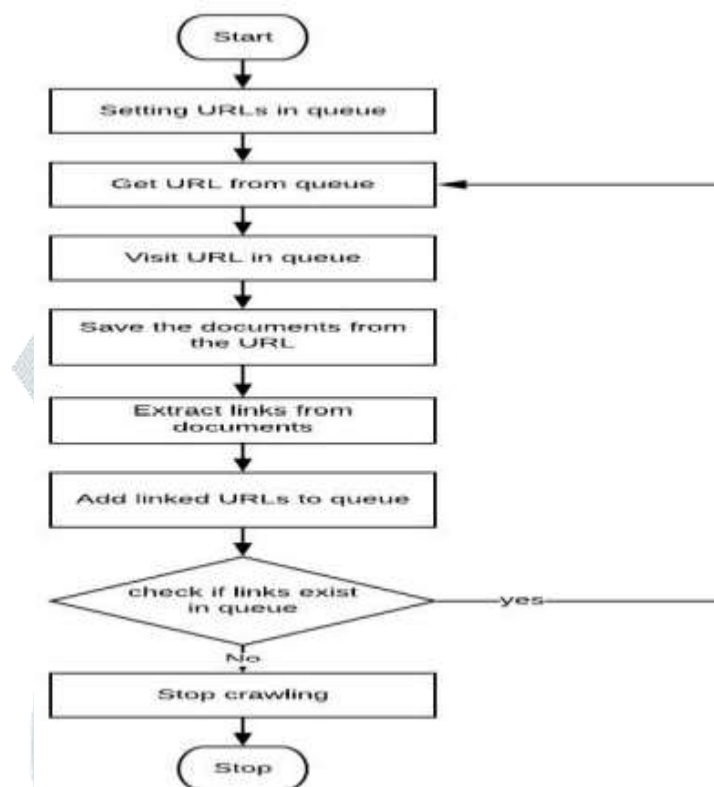 Start
Setting URLs in queue
Get URL from queue
Visit URL in queue
Save the documents from
the URL
Extract links from
documents
Add linked URLs to queue
check if links exist
in queue
yes
No
Stop crawling
Stop